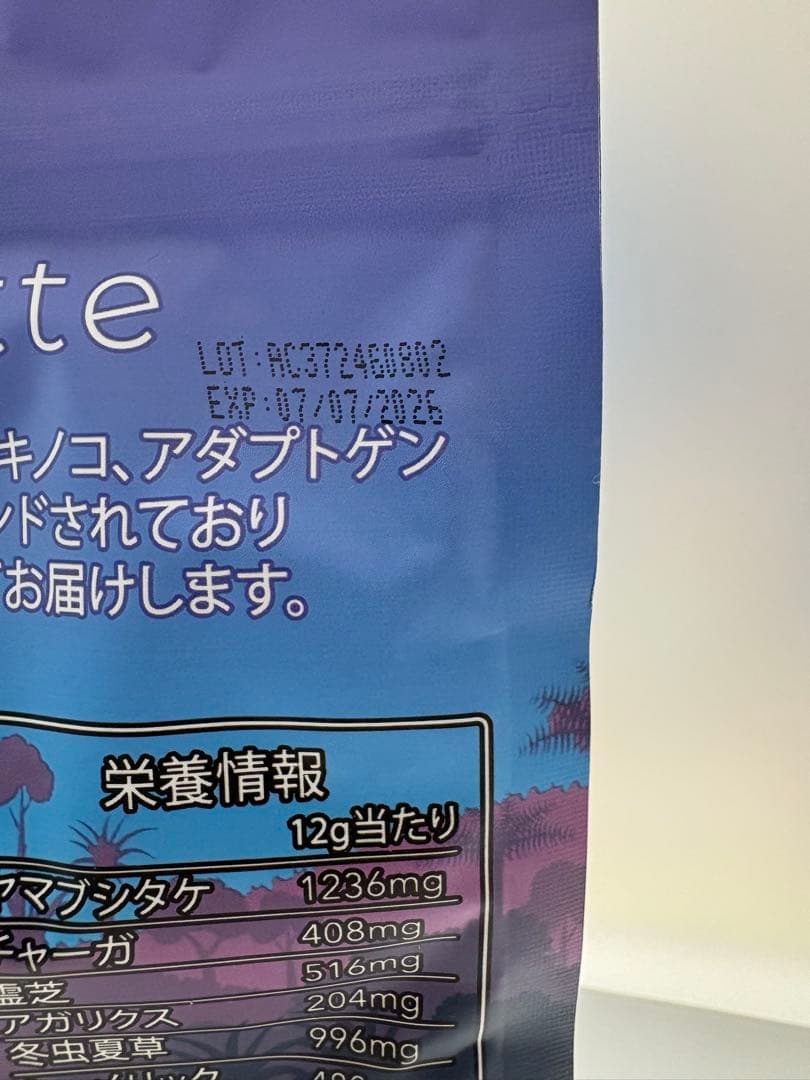 tte
LOT:AC3724G0802
EXP:07/07/2026
キノコ、アダプトゲン
ンドされており
お届けします。
栄養情報
12g当たり
ヤマブシタケ 1236mg
チャーガ 408mg
霊芝 516mg
アガリクス 204mg
冬虫夏草 996mg